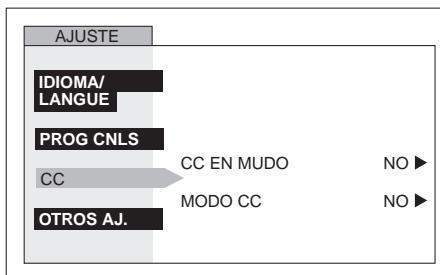 AJUSTE
IDIOMA/
LANGUE
PROG CNLS
CC
CC EN MUDO NO
MODO CC NO
OTROS AJ.